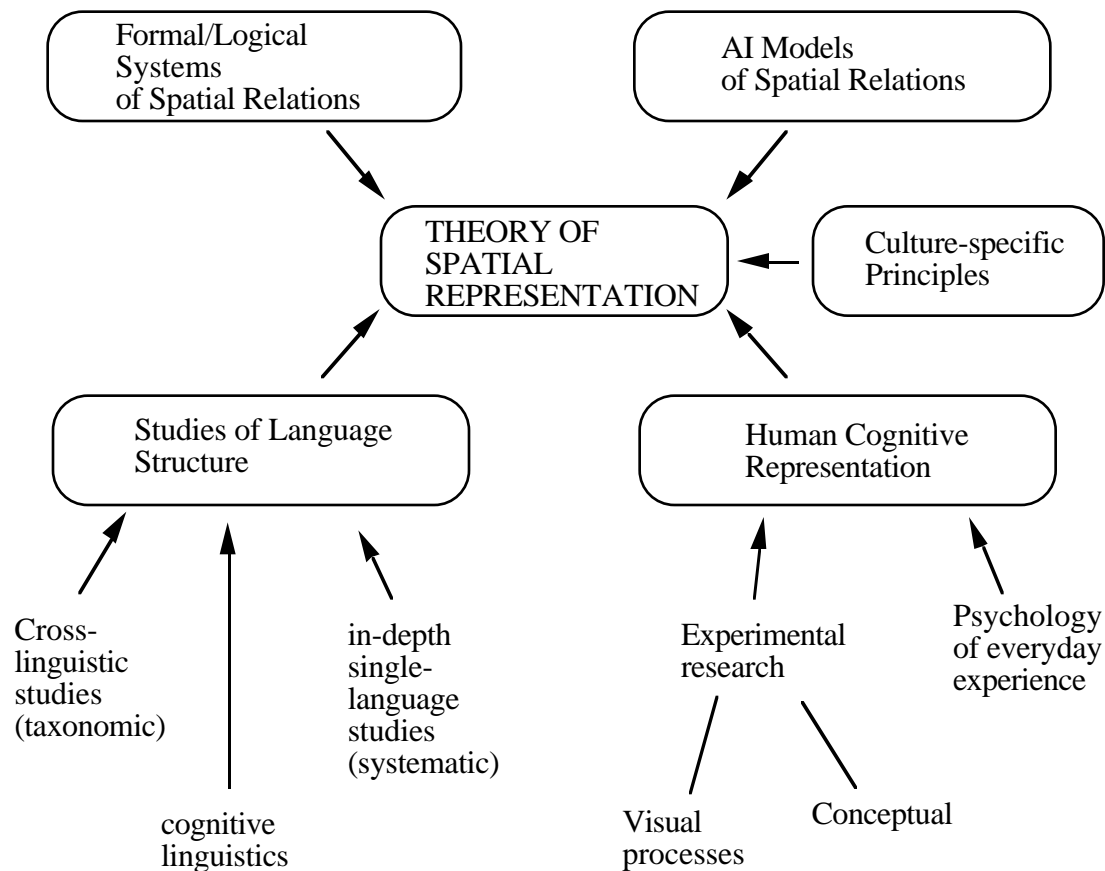 Formal/Logical
Systems
of Spatial Relations
AI Models
of Spatial Relations
THEORY OF
SPATIAL
REPRESENTATION
Culture-specific
Principles
Studies of Language
Structure
Human Cognitive
Representation
Cross-
linguistic
studies
(taxonomic)
in-depth
single-
language
studies
(systematic)
Experimental
research
Psychology
of everyday
experience
cognitive
linguistics
Visual
processes
Conceptual